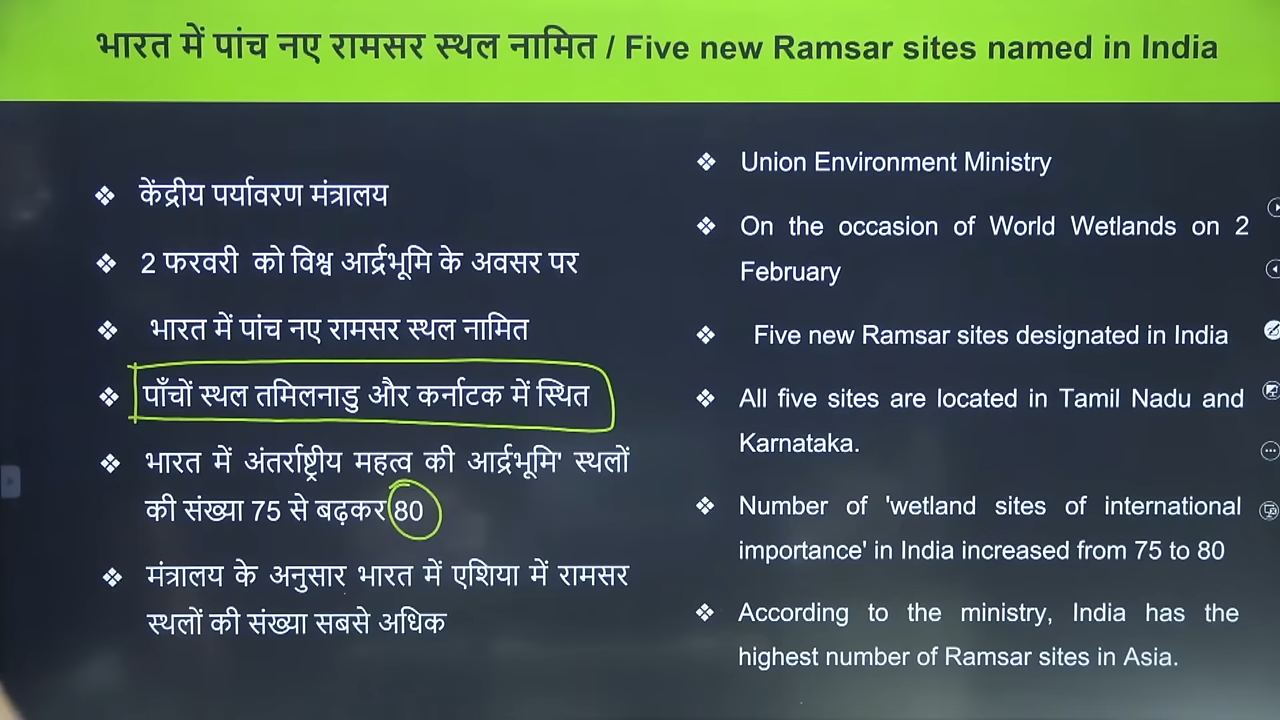 भारत में पांच नए रामसर स्थल नामित / Five new Ramsar sites named in India
❖ केंद्रीय पर्यावरण मंत्रालय
❖ 2 फरवरी को विश्व आर्द्रभूमि के अवसर पर
❖ भारत में पांच नए रामसर स्थल नामित
❖ पाँचों स्थल तमिलनाडु और कर्नाटक में स्थित
❖ भारत में अंतर्राष्ट्रीय महत्व की आर्द्रभूमि' स्थलों
की संख्या 75 से बढ़कर 80
❖ मंत्रालय के अनुसार भारत में एशिया में रामसर
स्थलों की संख्या सबसे अधिक
❖ Union Environment Ministry
❖ On the occasion of World Wetlands on 2
February
❖ Five new Ramsar sites designated in India
❖ All five sites are located in Tamil Nadu and
Karnataka.
❖ Number of 'wetland sites of international
importance' in India increased from 75 to 80
❖ According to the ministry, India has the
highest number of Ramsar sites in Asia.